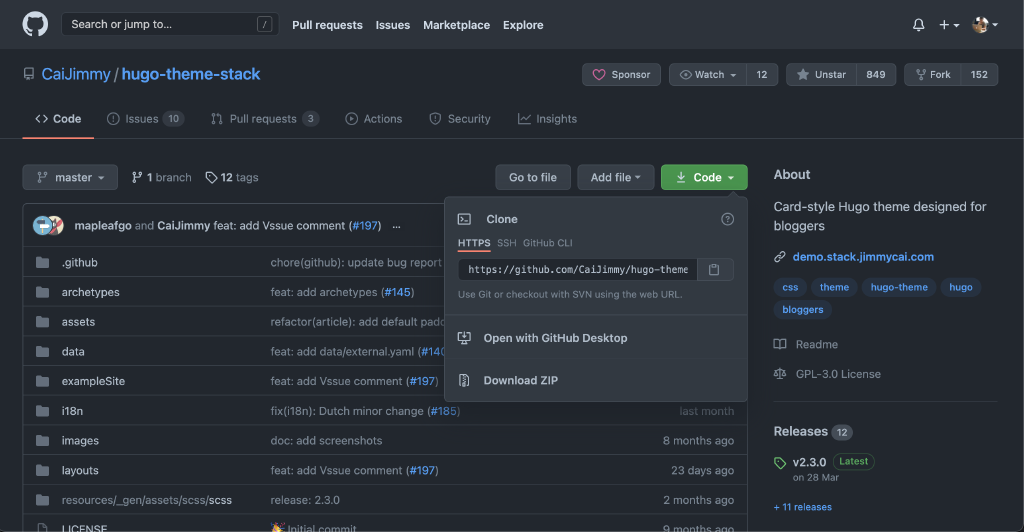 Search or jump to... / Pull requests Issues Marketplace Explore
CaiJimmy / hugo-theme-stack Sponsor Watch 12 Unstar 849 Fork 152
Code Issues 10 Pull requests 3 Actions Security Insights
master 1 branch 12 tags Go to file Add file Code
mapleafgo and CaiJimmy feat: add Vssue comment (#197) ...
.github chore(github): update bug report
archetypes feat: add archetypes (#145)
assets refactor(article): add default
data feat: add data/external.yaml
exampleSite feat: add Vssue comment (#197)
i18n fix(i18n): Dutch minor change (#185) last month
images doc: add screenshots 8 months ago
layouts feat: add Vssue comment (#197) 23 days ago
resources/_gen/assets/scss/scss release: 2.3.0 2 months ago
LICENSE Initial commit 9 months ago
Clone ?
HTTPS SSH GitHub CLI
https://github.com/CaiJimmy/hugo-theme
Use Git or checkout with SVN using the web URL.
Open with GitHub Desktop
Download ZIP
About
Card-style Hugo theme designed for
bloggers
demo.stack.jimmycai.com
css theme hugo-theme hugo
bloggers
Readme
GPL-3.0 License
Releases 12
v2.3.0 Latest
on 28 Mar
+ 11 releases